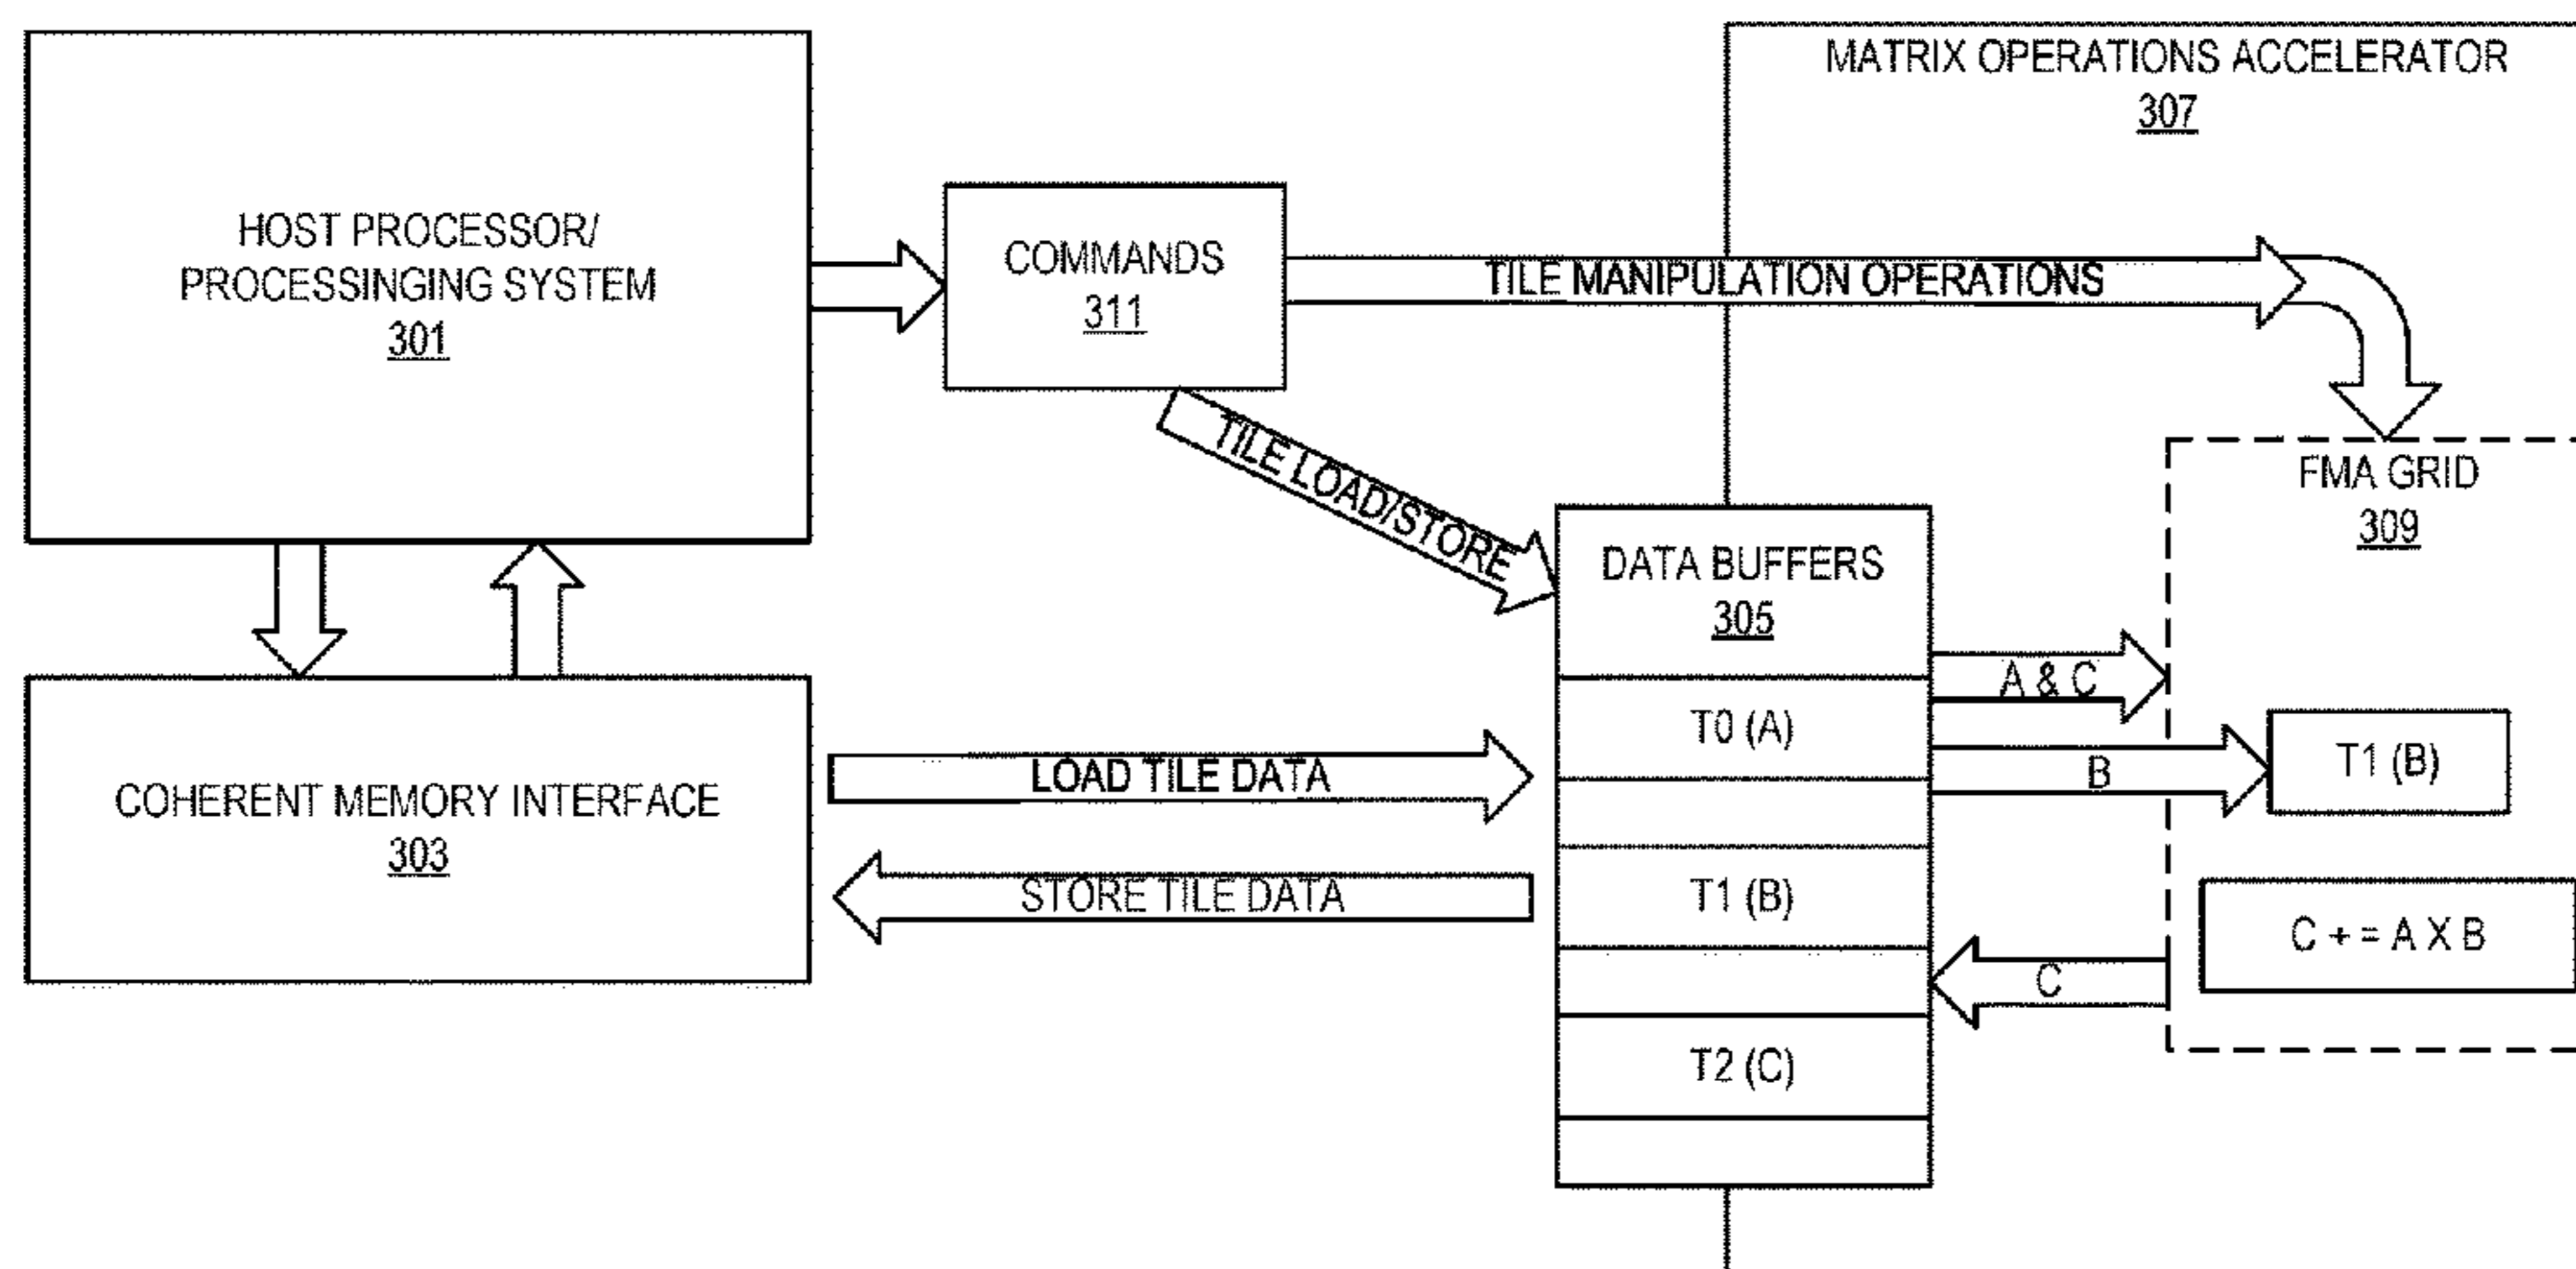 MATRIX OPERATIONS ACCELERATOR
307
HOST PROCESSOR/
PROCESSINGING SYSTEM
301
COMMANDS
311
TILE MANIPULATION OPERATIONS
TILE LOAD/STORE
FMA GRID
309
DATA BUFFERS
305
A & C
T0 (A)
B
T1 (B)
COHERENT MEMORY INTERFACE
303
LOAD TILE DATA
STORE TILE DATA
T1 (B)
C + = A X B
C
T2 (C)